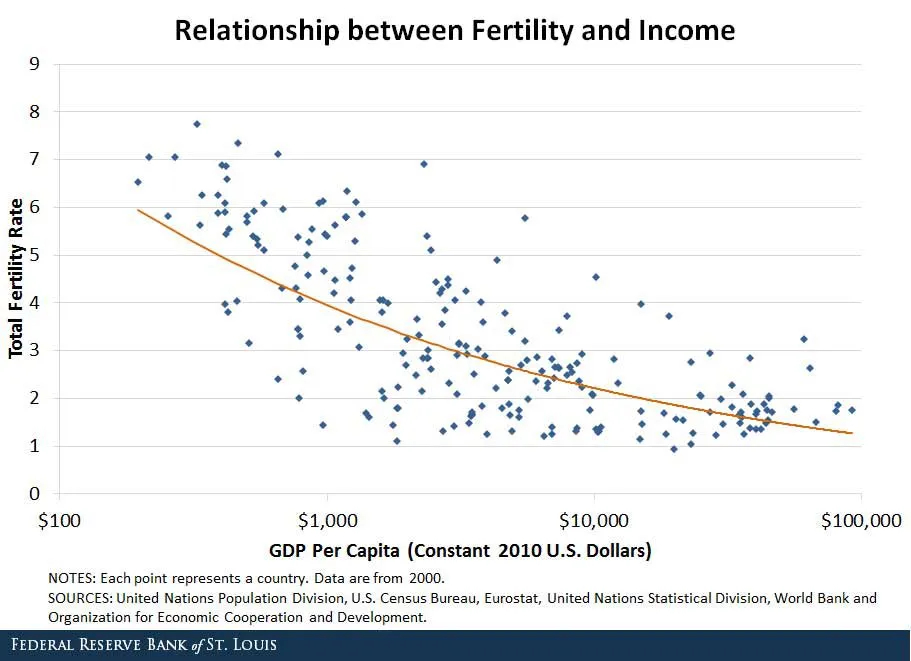 Relationship between Fertility and Income
9
8
7
6
5
4
3
2
1
0
Total Fertility Rate
$100
$1,000
$10,000
$100,000
GDP Per Capita (Constant 2010 U.S. Dollars)
NOTES: Each point represents a country. Data are from 2000.
SOURCES: United Nations Population Division, U.S. Census Bureau, Eurostat, United Nations Statistical Division, World Bank and
Organization for Economic Cooperation and Development.
FEDERAL RESERVE BANK of ST. LOUIS